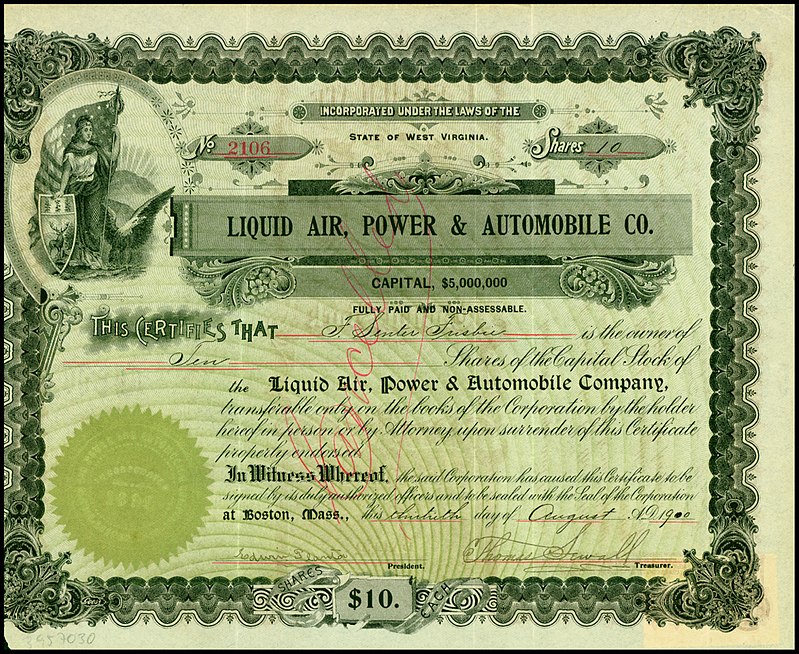 INCORPORATED UNDER THE LAWS OF THE
STATE OF WEST VIRGINIA.
No 2106
Shares 10
LIQUID AIR, POWER & AUTOMOBILE CO.
CAPITAL, $5,000,000
FULLY PAID AND NON-ASSESSABLE.
THIS CERTIFIES THAT F. is the owner of
Ten Shares of the Capital Stock of
the Liquid Air, Power & Automobile Company,
transferable only on the books of the Corporation by the holder
hereof in person or by Attorney, upon surrender of this Certificate
properly endorsed.
In Witness Whereof, the said Corporation has caused this Certificate to be
signed by its duly authorized officers and to be sealed with the Seal of the Corporation
at Boston, Mass., this thirtieth day of August A.D. 1900
Edwin
President.
Thomas Sewall
Treasurer.
SHARES $10. EACH
Cancelled
957030